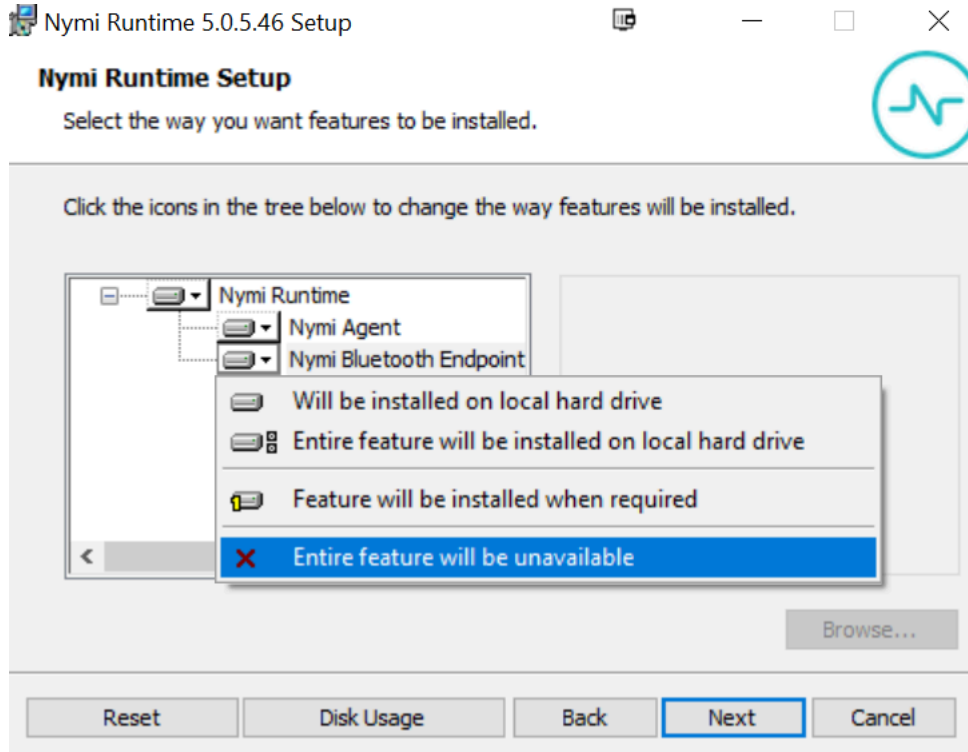 Nymi Runtime 5.0.5.46 Setup
Nymi Runtime Setup
Select the way you want features to be installed.
Click the icons in the tree below to change the way features will be installed.
Nymi Runtime
Nymi Agent
Nymi Bluetooth Endpoint
Will be installed on local hard drive
Entire feature will be installed on local hard drive
Feature will be installed when required
Entire feature will be unavailable
Browse...
Reset Disk Usage Back Next Cancel